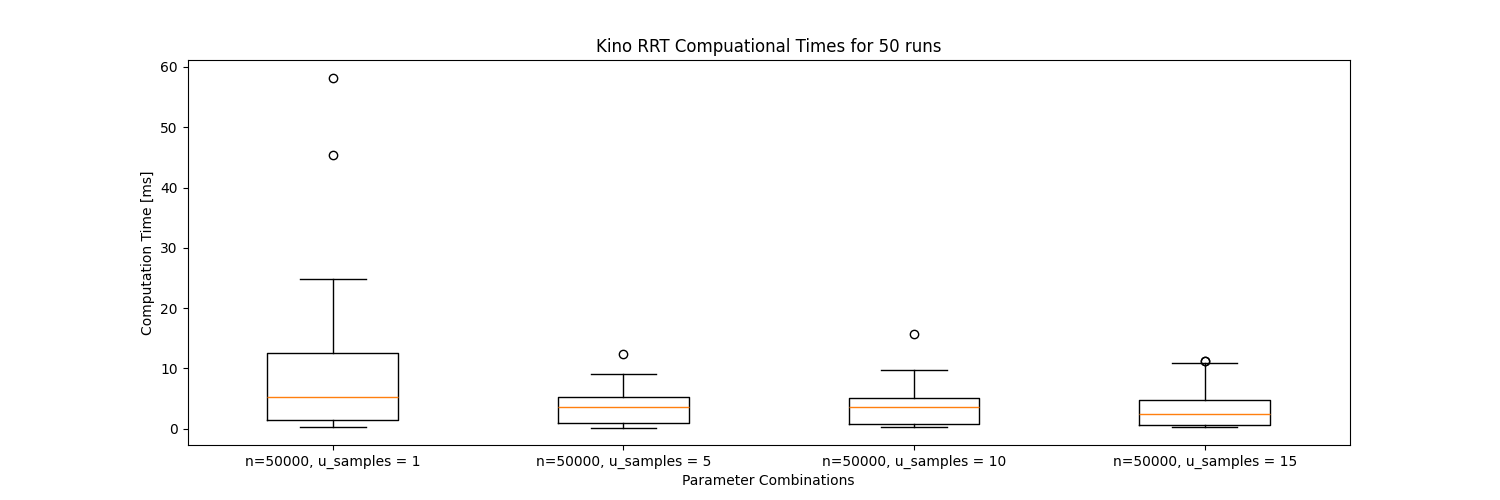 Kino RRT Compuational Times for 50 runs
60
50
40
30
20
10
0
Computation Time [ms]
n=50000, u_samples = 1
n=50000, u_samples = 5
n=50000, u_samples = 10
n=50000, u_samples = 15
Parameter Combinations